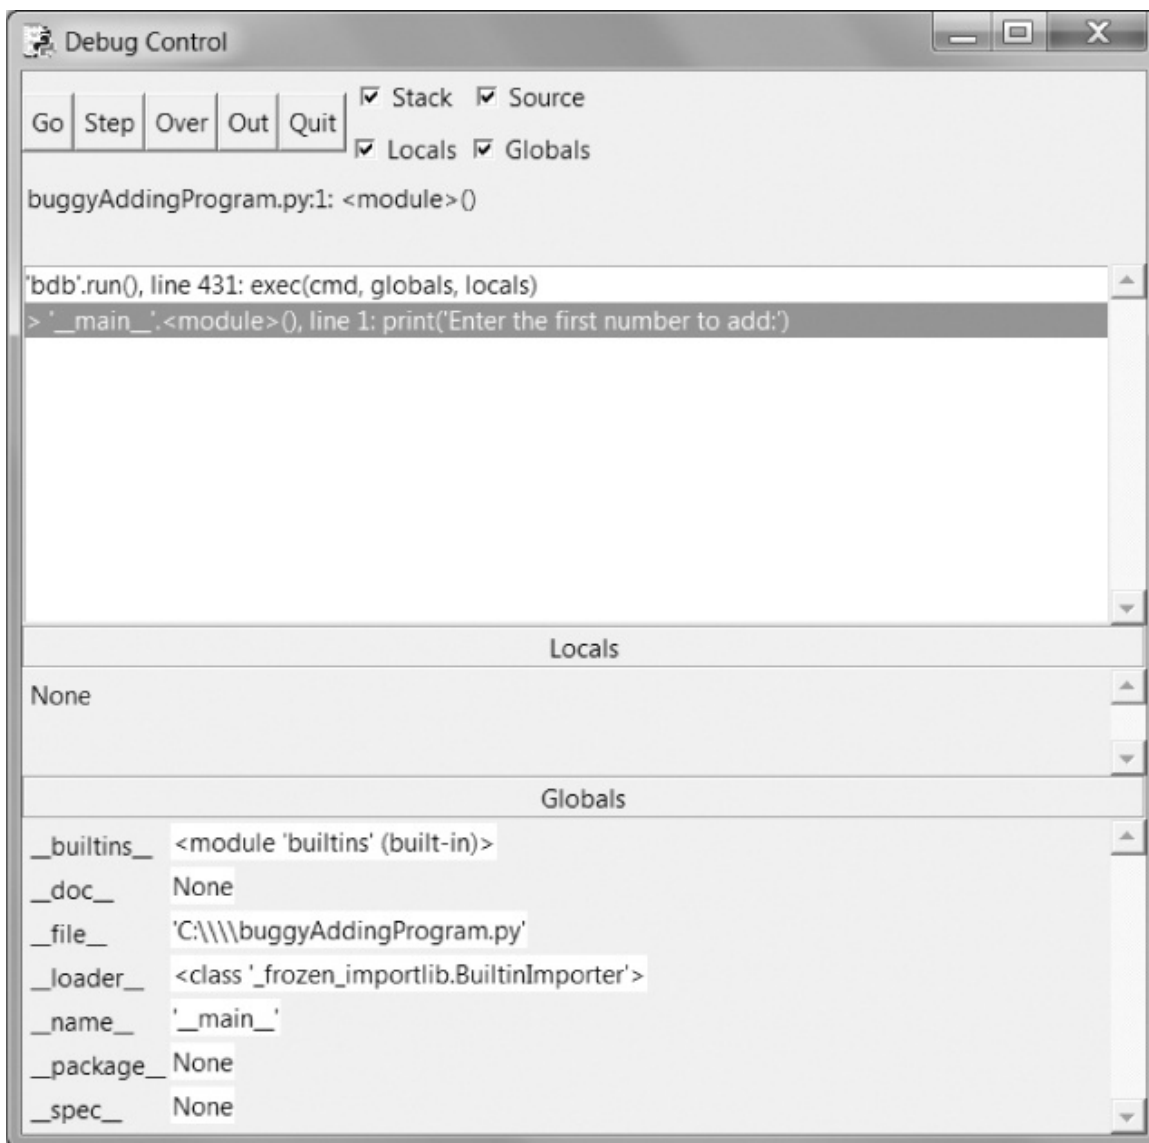 Debug Control
Go Step Over Out Quit
Stack Source
Locals Globals
buggyAddingProgram.py:1: <module>()
'bdb'.run(), line 431: exec(cmd, globals, locals)
> '__main__'.<module>(), line 1: print('Enter the first number to add:')
Locals
None
Globals
__builtins__ <module 'builtins' (built-in)>
__doc__ None
__file__ 'C:\\\\buggyAddingProgram.py'
__loader__ <class '_frozen_importlib.BuiltinImporter'>
__name__ '__main__'
__package__ None
__spec__ None